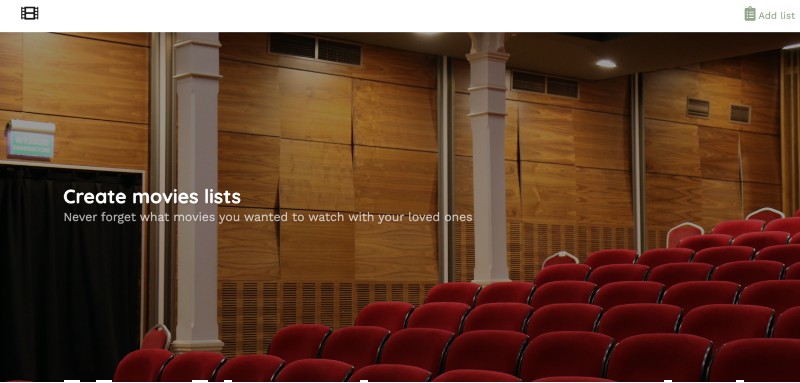 Add list
Create movies lists
Never forget what movies you wanted to watch with your loved ones